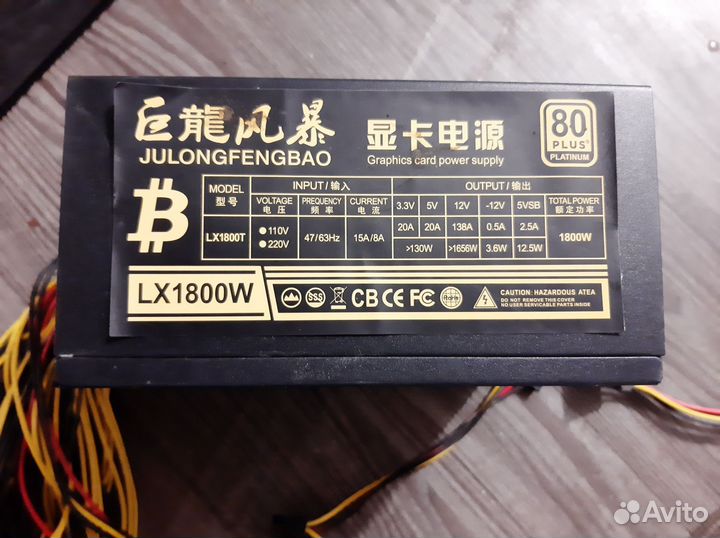 巨龍风暴
JULONGFENGBAO
显卡电源
Graphics card power supply
80
PLUS
PLATINUM
MODEL
型号
INPUT/输入
OUTPUT/输出
VOLTAGE
电压
PREQUENCY
频率
CURRENT
电流
3.3V 5V 12V -12V 5VSB
TOTAL POWER
额定功率
LX1800T
110V
220V
47/63Hz
15A/8A
20A 20A 138A 0.5A 2.5A
>130W >1656W 3.6W 12.5W
1800W
LX1800W
SSS
CB CE FC
Rohs
CAUTION: HAZARDOUS ATEA
DO NOT REMOVE THIS COVER
NO USER SERVICABLE PARTS INSIDE
Avito